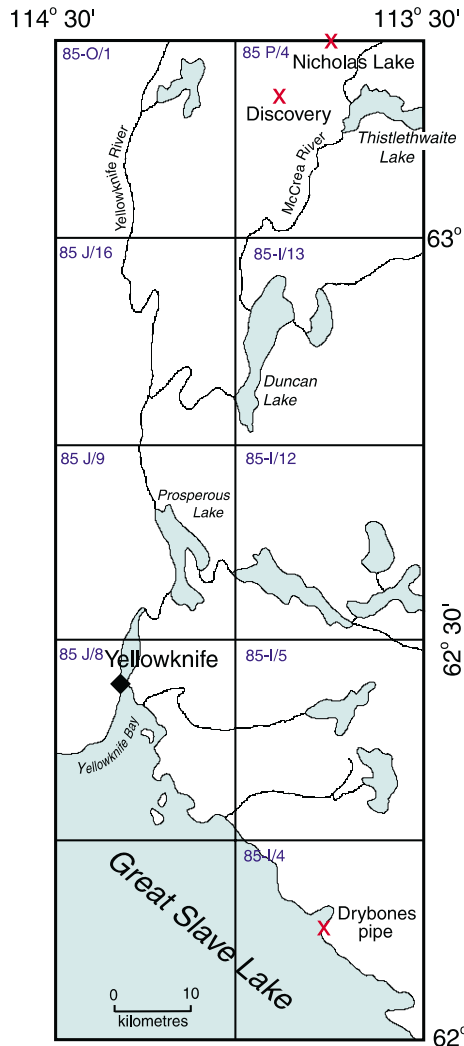 114° 30'
113° 30'
85-O/1
85 P/4
Nicholas Lake
X
X
Discovery
Yellowknife River
McCrea River
Thistlethwaite
Lake
63°
85 J/16
85-I/13
Duncan
Lake
85 J/9
85-I/12
Prosperous
Lake
62° 30'
85 J/8
Yellowknife
85-I/5
Yellowknife Bay
85-I/4
Great Slave Lake
Drybones
pipe
X
0 10
kilometres
62°